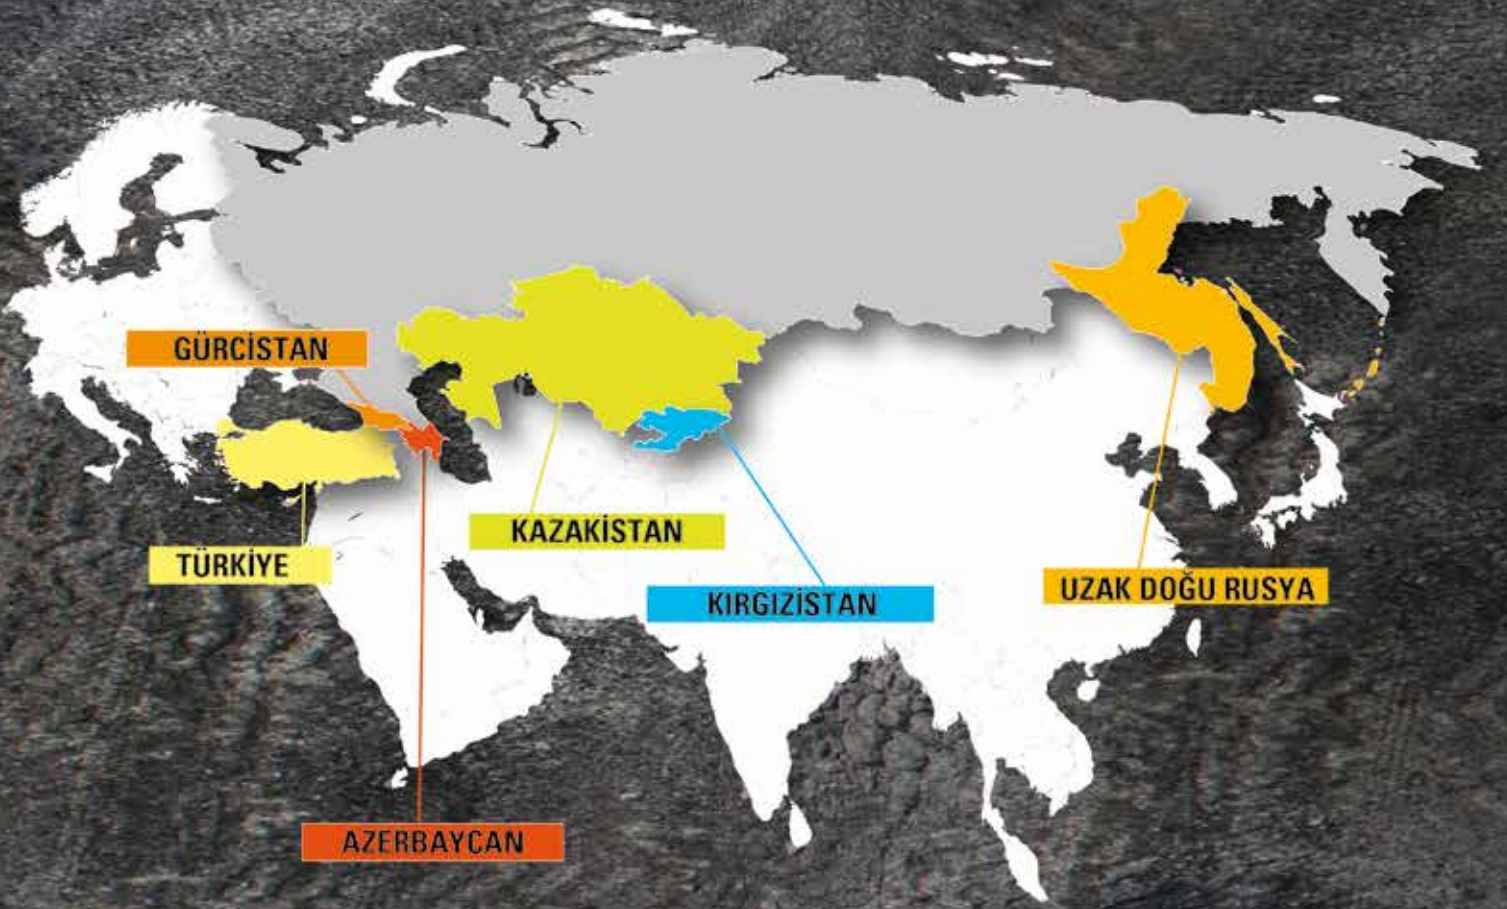 GÜRCİSTAN
TÜRKİYE
KAZAKİSTAN
KIRGIZİSTAN
UZAK DOĞU RUSYA
AZERBAYCAN